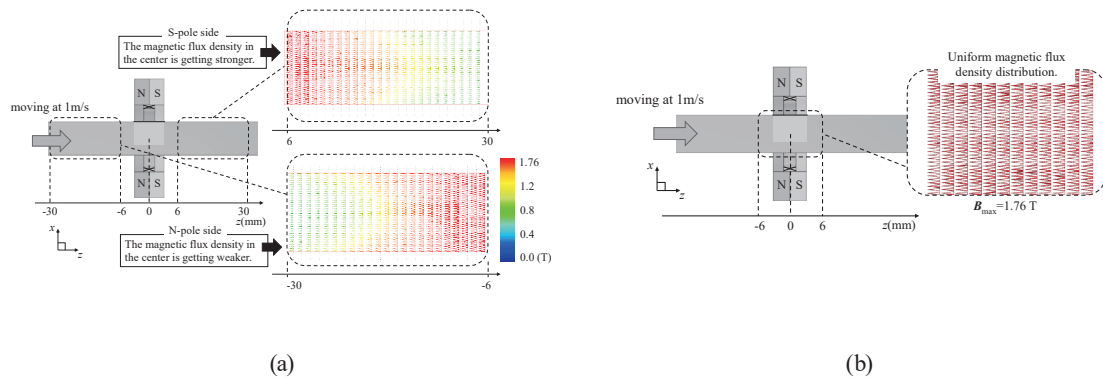 S-pole side
The magnetic flux density in
the center is getting stronger.
N S
moving at 1m/s
6 30
N S
-30 -6 0 6 30
z(mm)
x
z
N-pole side
The magnetic flux density in
the center is getting weaker.
1.76
1.2
0.8
0.4
0.0 (T)
-30 -6
(a)
Uniform magnetic flux
density distribution.
N S
moving at 1m/s
N S
x
z
Bmax=1.76 T
-6 0 6 z(mm)
(b)